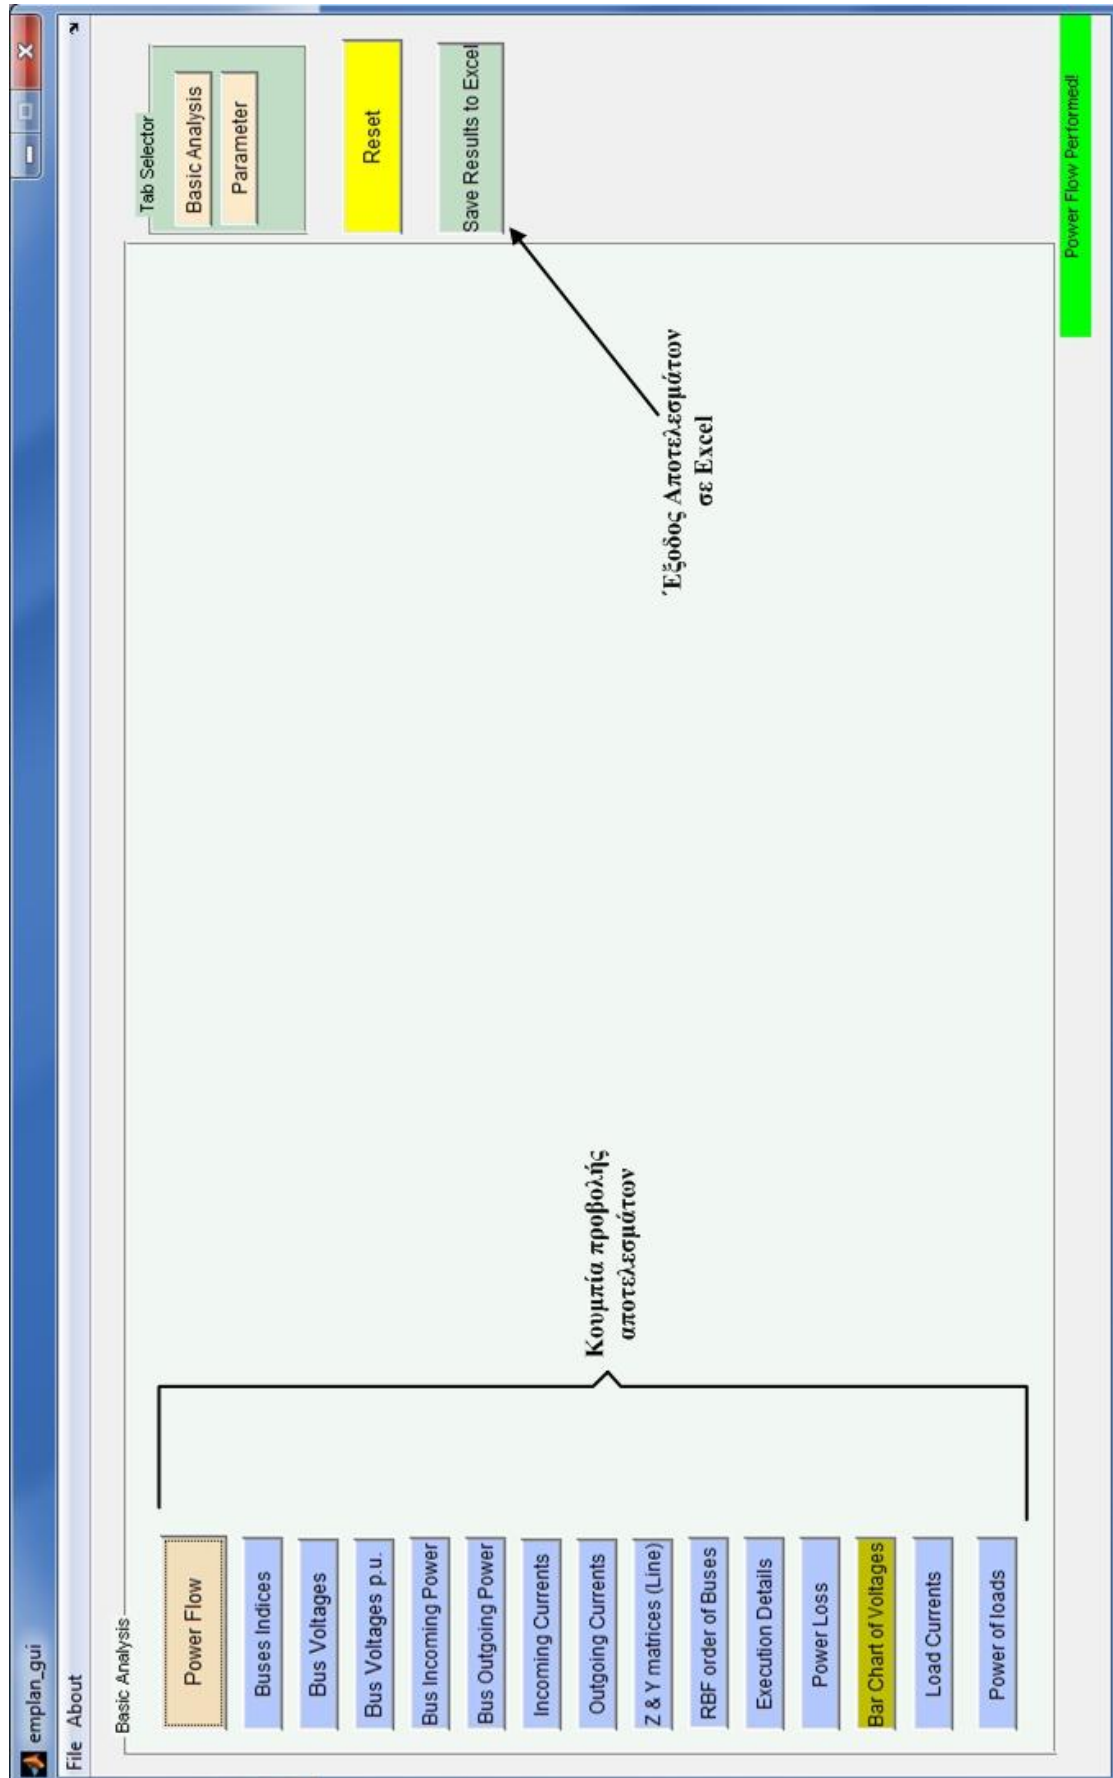 emplan_gui
File About
Basic Analysis
Power Flow
Buses Indices
Bus Voltages
Bus Voltages p.u.
Bus Incoming Power
Bus Outgoing Power
Incoming Currents
Outgoing Currents
Z & Y matrices (Line)
RBF order of Buses
Execution Details
Power Loss
Bar Chart of Voltages
Load Currents
Power of loads
Κουμπία προβολής
αποτελεσμάτων
Έξοδος Αποτελεσμάτων
σε Excel
Tab Selector
Basic Analysis
Parameter
Reset
Save Results to Excel
Power Flow Performed!